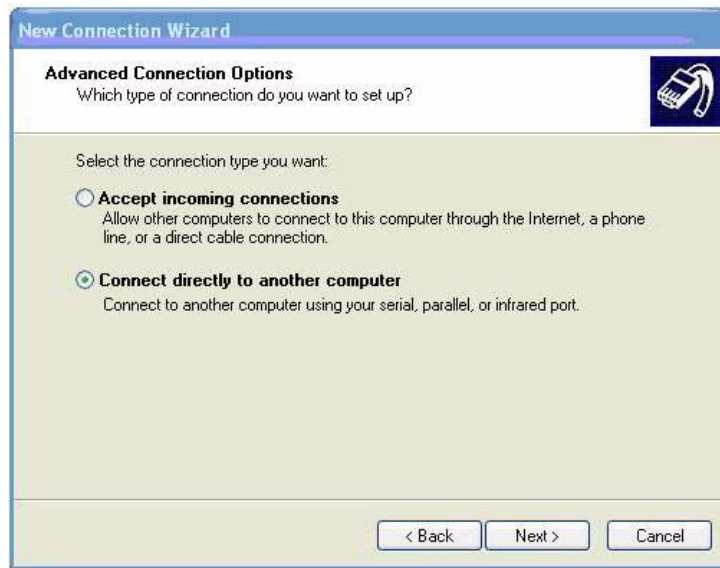 New Connection Wizard
Advanced Connection Options
Which type of connection do you want to set up?
Select the connection type you want:
Accept incoming connections
Allow other computers to connect to this computer through the Internet, a phone
line, or a direct cable connection.
Connect directly to another computer
Connect to another computer using your serial, parallel, or infrared port.
< Back Next > Cancel